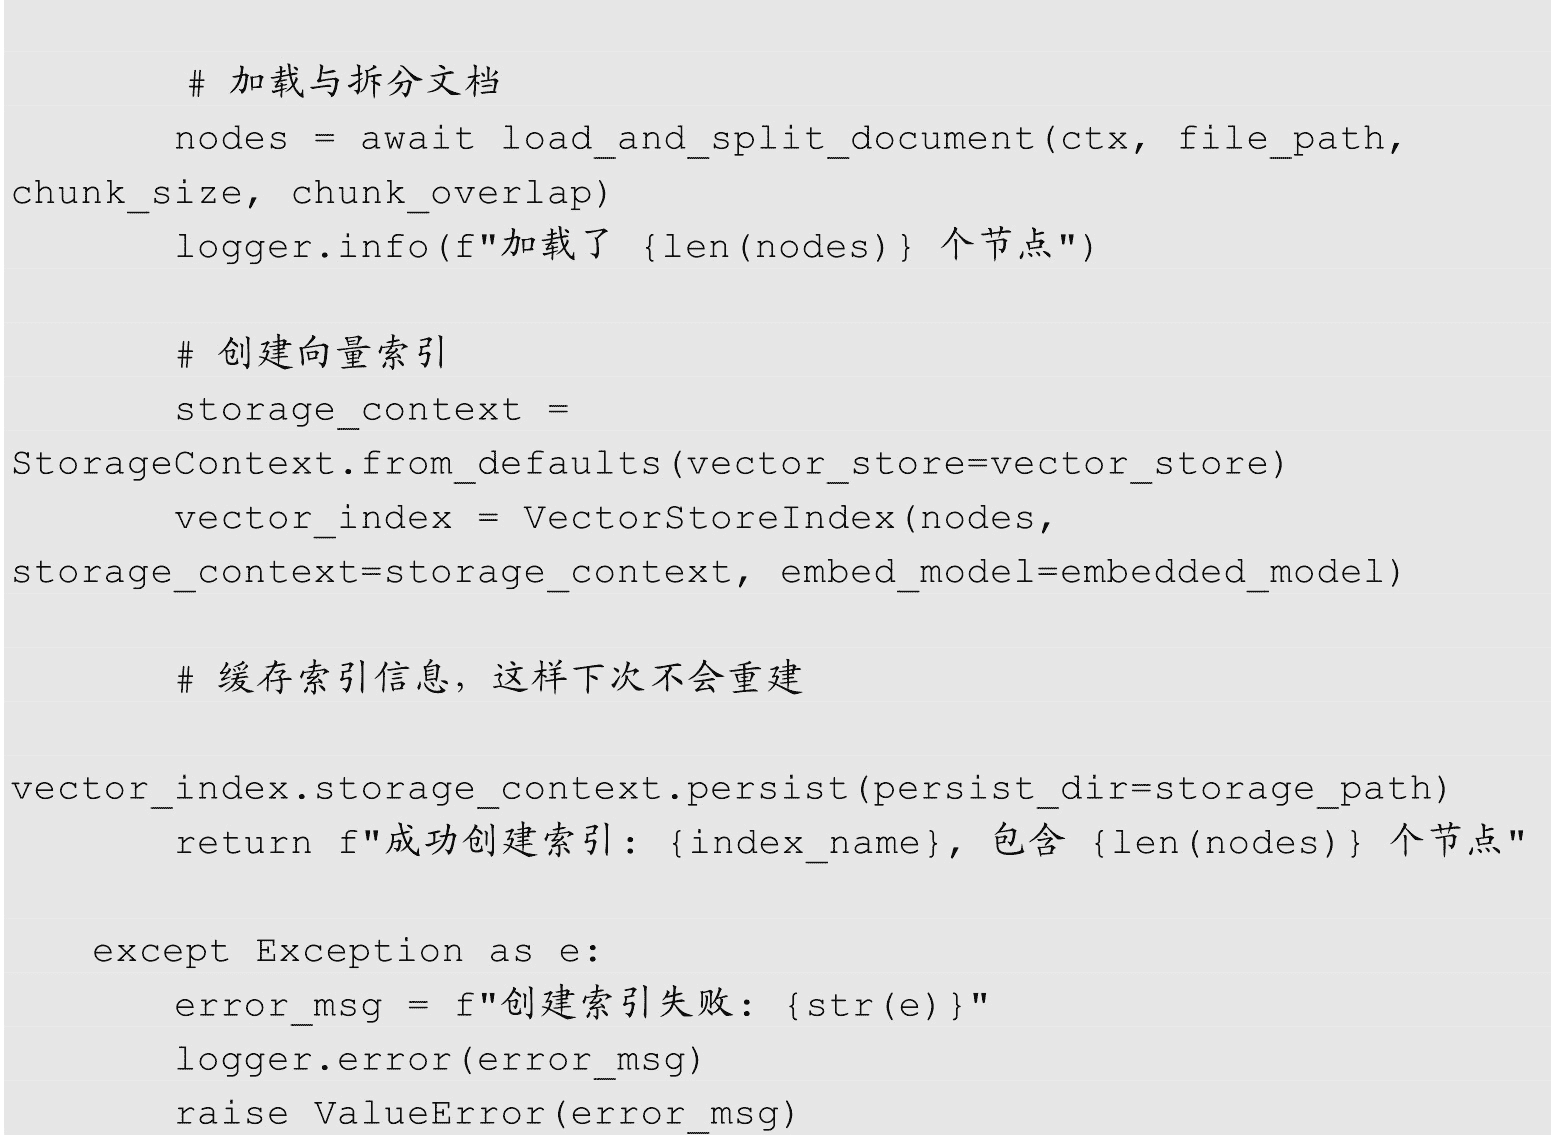 # 加载与拆分文档
nodes = await load_and_split_document(ctx, file_path,
chunk_size, chunk_overlap)
logger.info(f"加载了 {len(nodes)} 个节点")
# 创建向量索引
storage_context =
StorageContext.from_defaults(vector_store=vector_store)
vector_index = VectorStoreIndex(nodes,
storage_context=storage_context, embed_model=embedded_model)
# 缓存索引信息，这样下次不会重建
vector_index.storage_context.persist(persist_dir=storage_path)
return f"成功创建索引: {index_name}, 包含 {len(nodes)} 个节点"
except Exception as e:
error_msg = f"创建索引失败: {str(e)}"
logger.error(error_msg)
raise ValueError(error_msg)